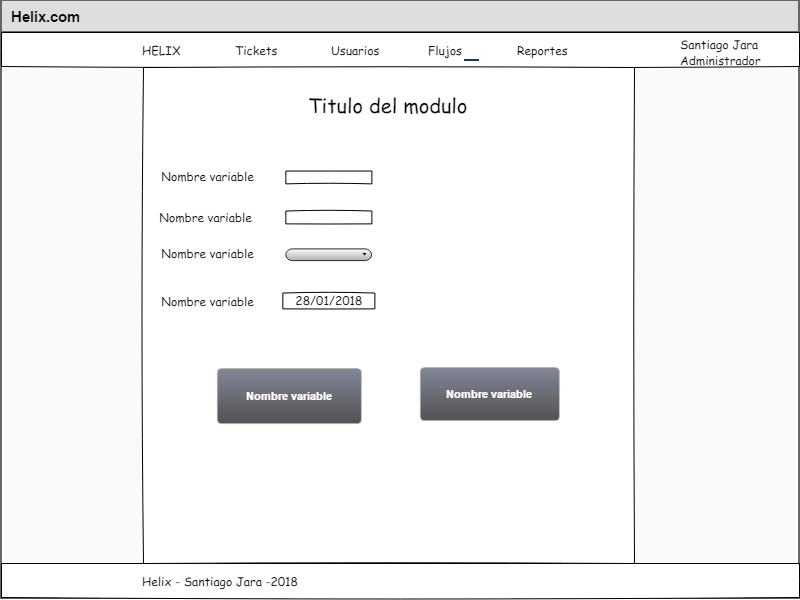 Helix.com
HELIX Tickets Usuarios Flujos Reportes Santiago Jara
Administrador
Titulo del modulo
Nombre variable
Nombre variable
Nombre variable
Nombre variable 28/01/2018
Nombre variable Nombre variable
Helix - Santiago Jara -2018